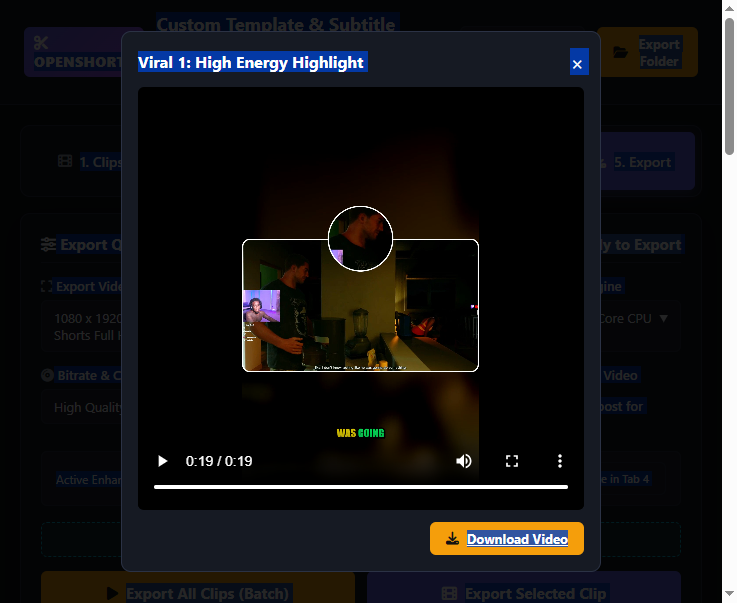 Custom Template & Subtitle
OPENSHORT
Export
Folder
Viral 1: High Energy Highlight
×
1. Clips
5. Export
Export Q
ly to Export
Export Vide
gine
1080 x 1920
Shorts Full H
Core CPU
Bitrate & C
Video
High Quality
post for
WAS GOING
0:19 / 0:19
Active Enhan
e in Tab 4
Download Video
Export All Clips (Batch)
Export Selected Clip